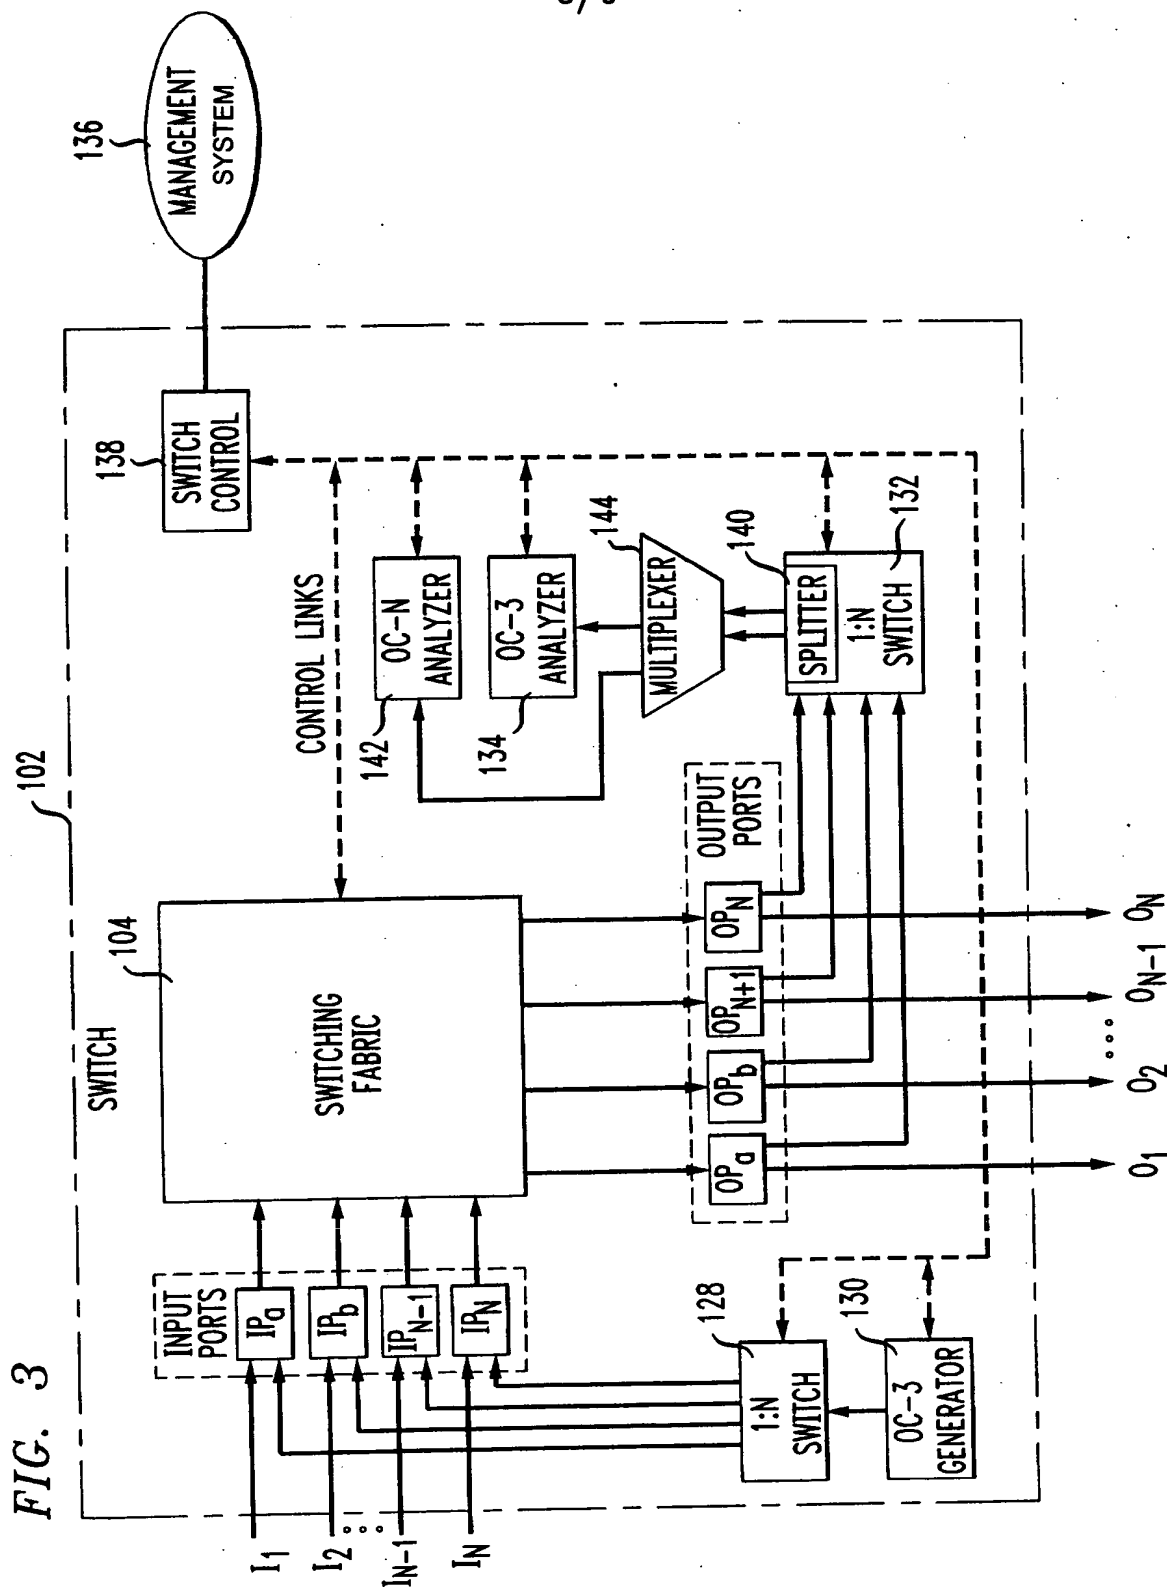 FIG. 3
102
SWITCH
104
SWITCHING
FABRIC
INPUT
PORTS
IPa
IPb
IPN-1
IPN
I1
I2
IN-1
IN
CONTROL LINKS
138
SWITCH
CONTROL
136
MANAGEMENT
SYSTEM
142
OC-N
ANALYZER
134
OC-3
ANALYZER
144
MULTIPLEXER
140
SPLITTER
1:N
SWITCH
132
OUTPUT
PORTS
OPa
OPb
OPN+1
OPN
128
1:N
SWITCH
130
OC-3
GENERATOR
O1
O2
ON-1
ON